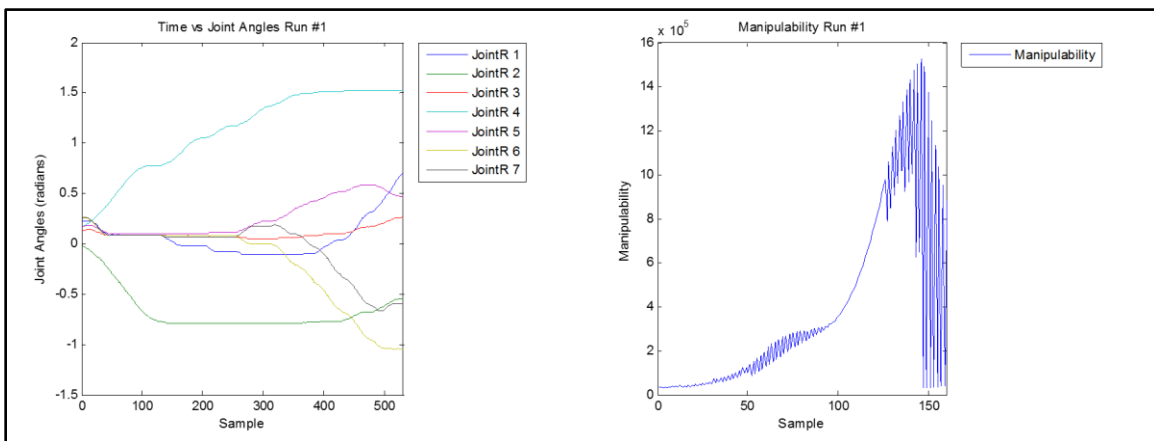 Time vs Joint Angles Run #1
2
1.5
1
0.5
0
-0.5
-1
-1.5
Joint Angles (radians)
0 100 200 300 400 500
Sample
JointR 1
JointR 2
JointR 3
JointR 4
JointR 5
JointR 6
JointR 7
x 10^5
Manipulability Run #1
16
14
12
10
8
6
4
2
0
Manipulability
0 50 100 150
Sample
Manipulability